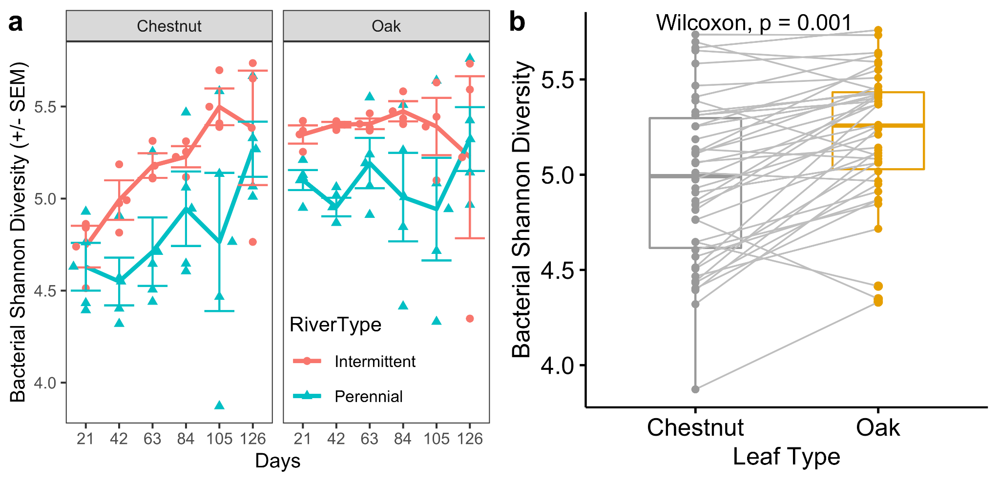 a
Chestnut
Oak
Bacterial Shannon Diversity (+/- SEM)
5.5
5.0
4.5
4.0
RiverType
Intermittent
Perennial
21 42 63 84 105 126
21 42 63 84 105 126
Days
b
Wilcoxon, p = 0.001
Bacterial Shannon Diversity
5.5
5.0
4.5
4.0
Chestnut
Oak
Leaf Type